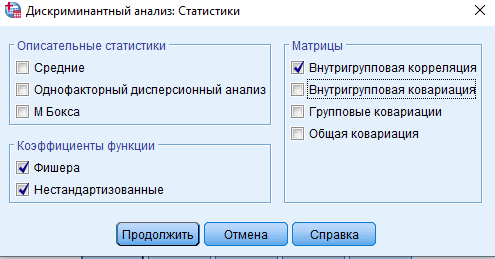 Дискриминантный анализ: Статистики
Описательные статистики
Средние
Однофакторный дисперсионный анализ
М Бокса
Коэффициенты функции
Фишера
Нестандартизованные
Матрицы
Внутригрупповая корреляция
Внутригрупповая ковариация
Групповые ковариации
Общая ковариация
Продолжить
Отмена
Справка